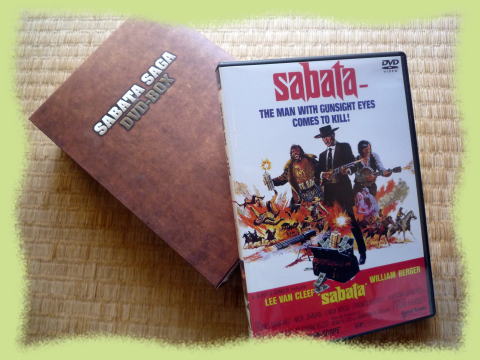 SABATA SAGA
DVD-BOX
DVD
VIDEO
sabata-
THE MAN WITH GUNSIGHT EYES
COMES TO KILL!
LEE VAN CLEEF "sabata" WILLIAM BERGER